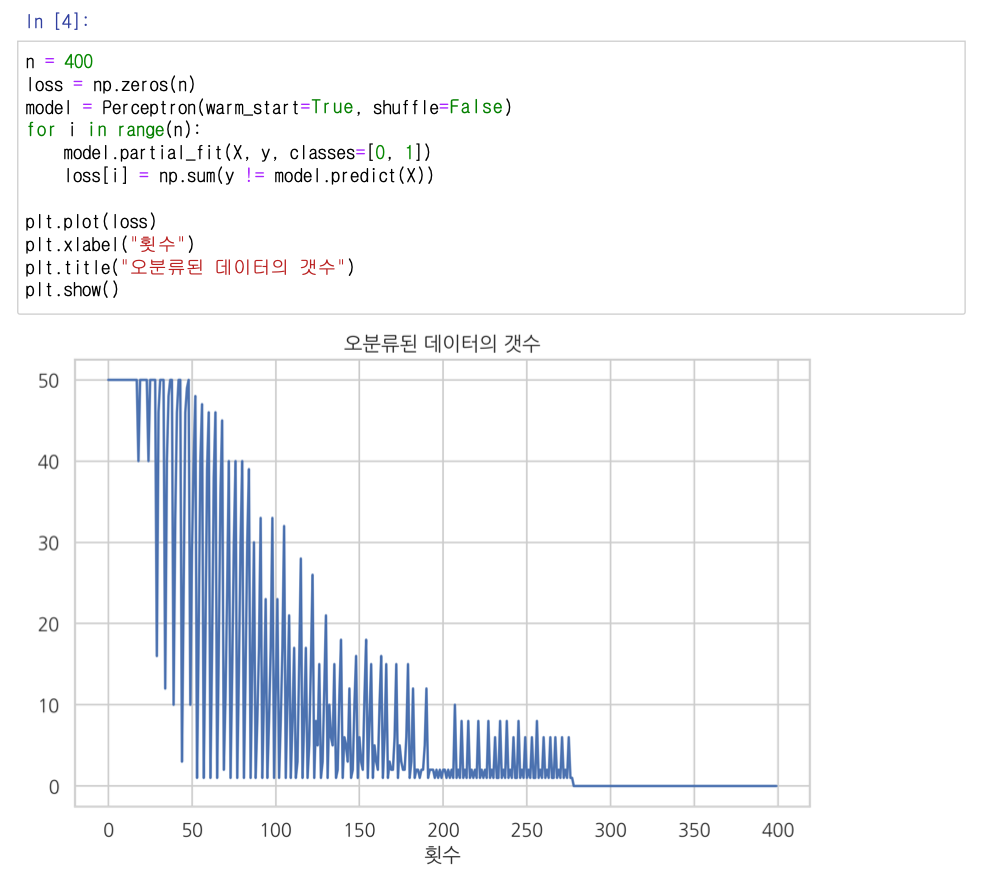 In [4]:
n = 400
loss = np.zeros(n)
model = Perceptron(warm_start=True, shuffle=False)
for i in range(n):
    model.partial_fit(X, y, classes=[0, 1])
    loss[i] = np.sum(y != model.predict(X))

plt.plot(loss)
plt.xlabel("횟수")
plt.title("오분류된 데이터의 갯수")
plt.show()
오분류된 데이터의 갯수
50
40
30
20
10
0
0 50 100 150 200 250 300 350 400
횟수